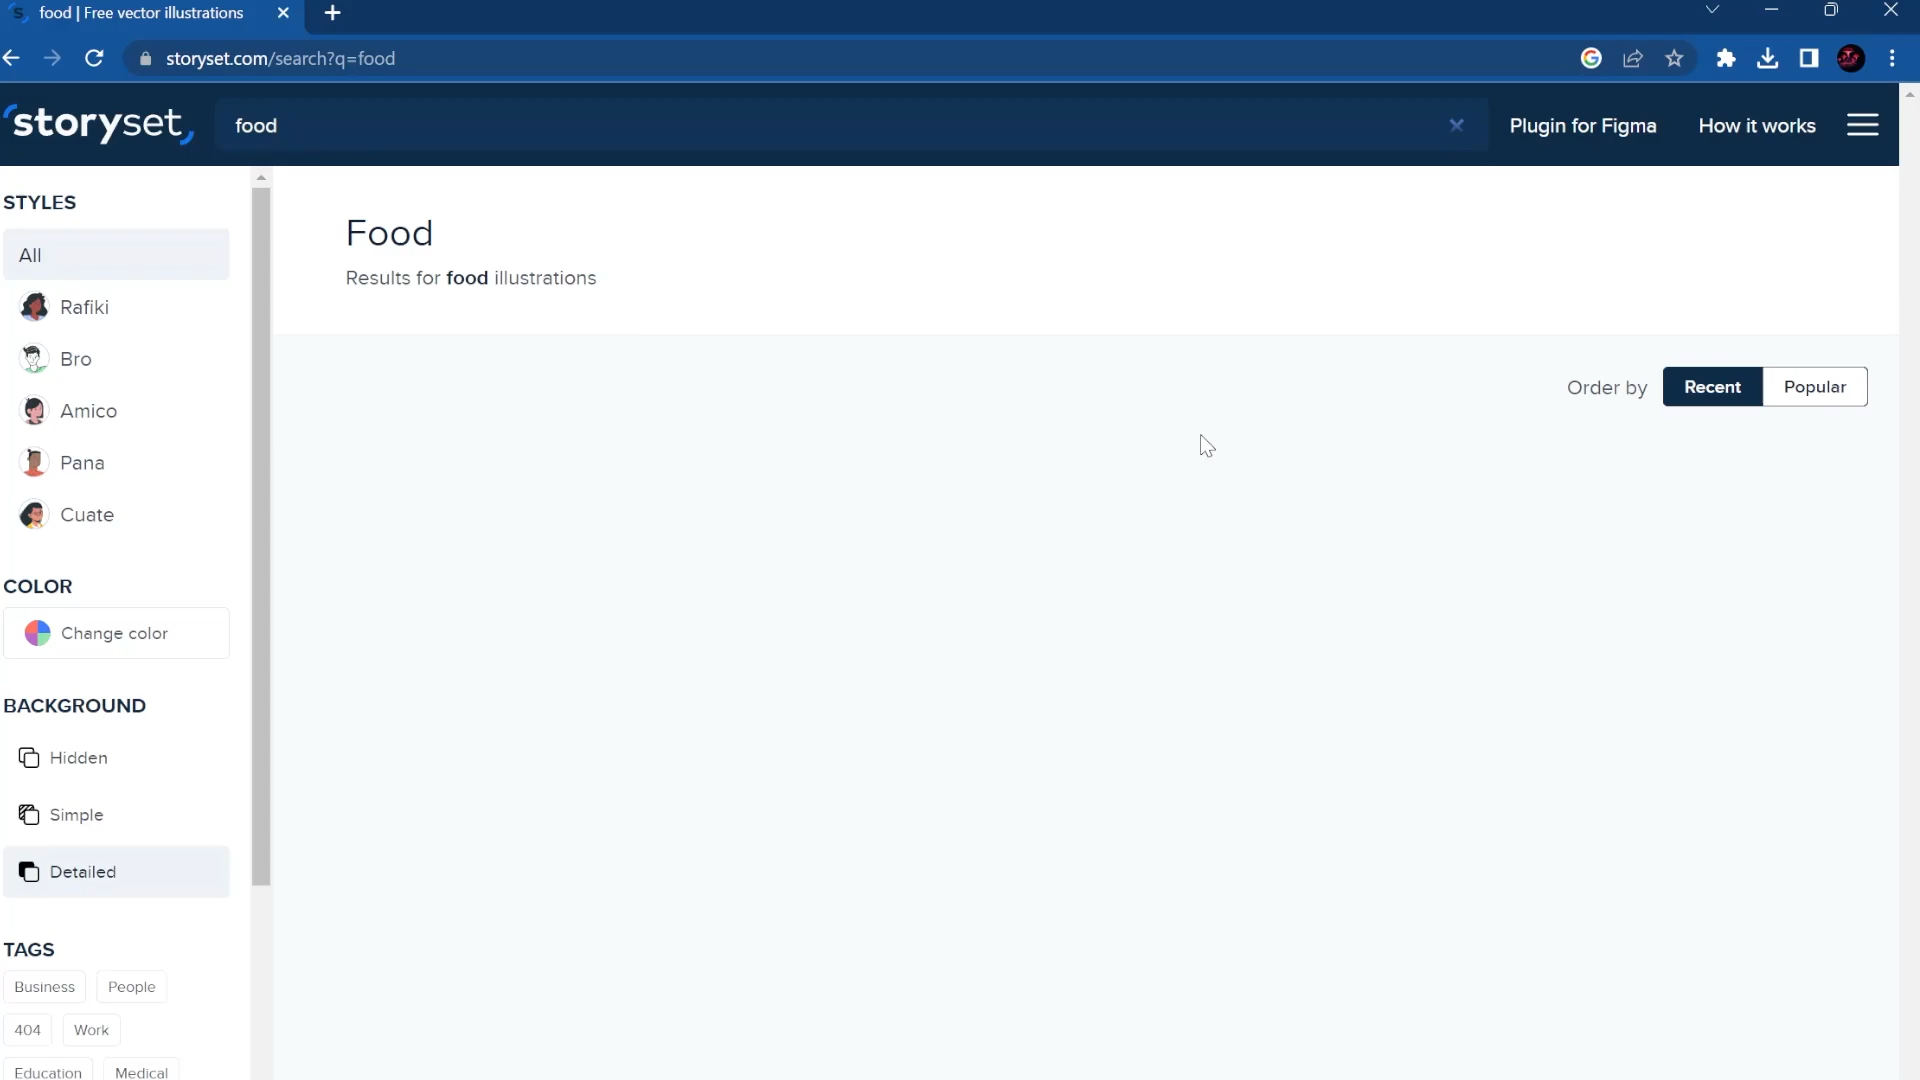 food | Free vector illustrations
storyset.com/search?q=food
storyset
food
Plugin for Figma
How it works
STYLES
All
Rafiki
Bro
Amico
Pana
Cuate
COLOR
Change color
BACKGROUND
Hidden
Simple
Detailed
TAGS
Business
People
404
Work
Education
Medical
Food
Results for food illustrations
Order by
Recent
Popular